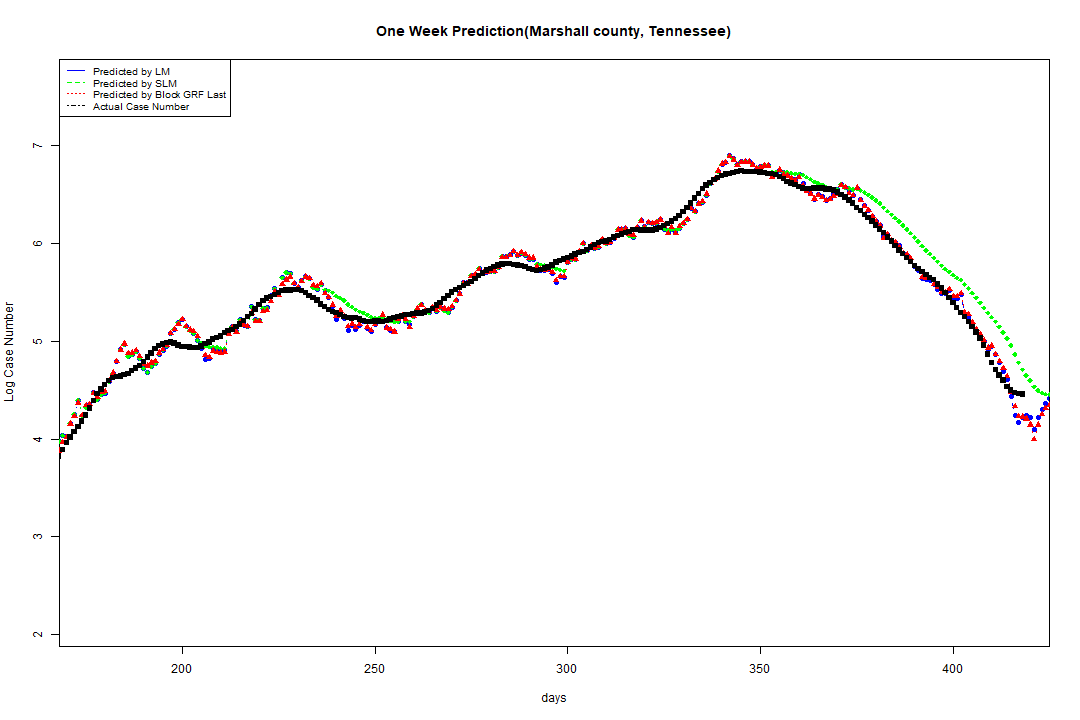 One Week Prediction(Marshall county, Tennessee)
Predicted by LM
Predicted by SLM
Predicted by Block GRF Last
Actual Case Number
7
6
5
4
3
2
Log Case Number
200 250 300 350 400
days